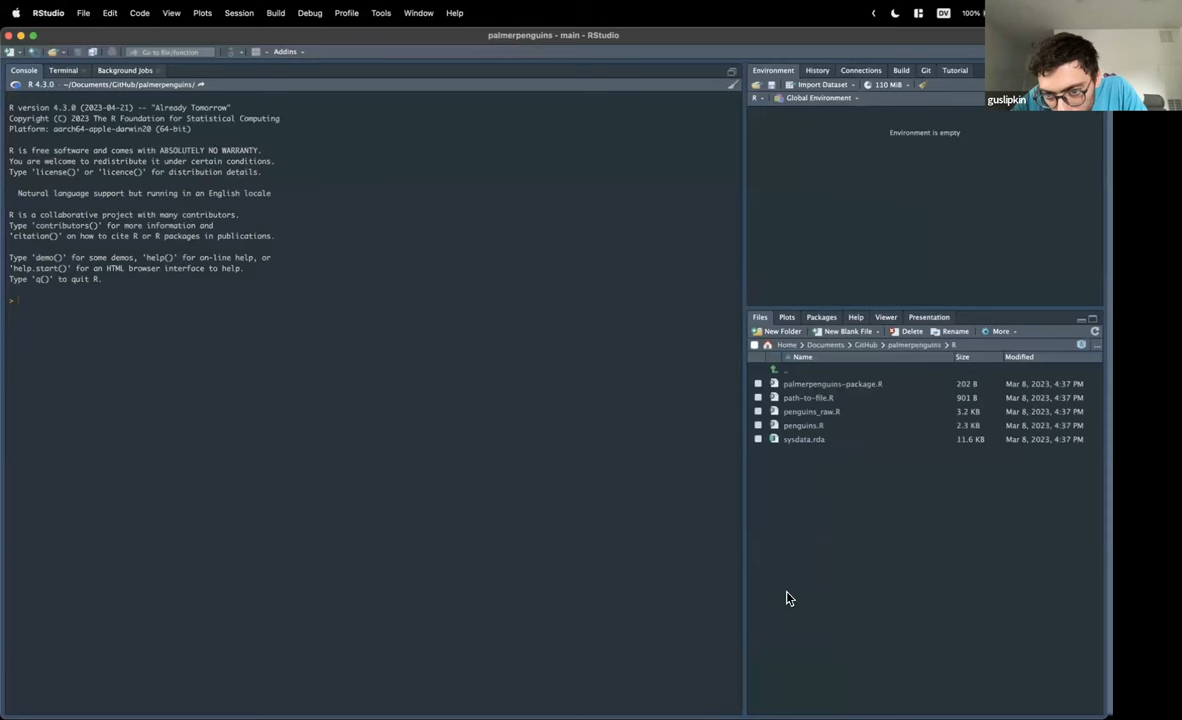 RStudio File Edit Code View Plots Session Build Debug Profile Tools Window Help DV 100%
palmerpenguins - main - RStudio
Go to file/function Addins
Console Terminal Background Jobs
R 4.3.0 · ~/Documents/GitHub/palmerpenguins/
R version 4.3.0 (2023-04-21) -- "Already Tomorrow"
Copyright (C) 2023 The R Foundation for Statistical Computing
Platform: aarch64-apple-darwin20 (64-bit)
R is free software and comes with ABSOLUTELY NO WARRANTY.
You are welcome to redistribute it under certain conditions.
Type 'license()' or 'licence()' for distribution details.
Natural language support but running in an English locale
R is a collaborative project with many contributors.
Type 'contributors()' for more information and
'citation()' on how to cite R or R packages in publications.
Type 'demo()' for some demos, 'help()' for on-line help, or
'help.start()' for an HTML browser interface to help.
Type 'q()' to quit R.
>
Environment History Connections Build Git Tutorial
Import Dataset 110 MiB
R Global Environment
Environment is empty
guslipkin
Files Plots Packages Help Viewer Presentation
New Folder New Blank File Delete Rename More
Home > Documents > GitHub > palmerpenguins > R ...
Name Size Modified
..
palmerpenguins-package.R 202 B Mar 8, 2023, 4:37 PM
path-to-file.R 901 B Mar 8, 2023, 4:37 PM
penguins_raw.R 3.2 KB Mar 8, 2023, 4:37 PM
penguins.R 2.3 KB Mar 8, 2023, 4:37 PM
sysdata.rda 11.6 KB Mar 8, 2023, 4:37 PM